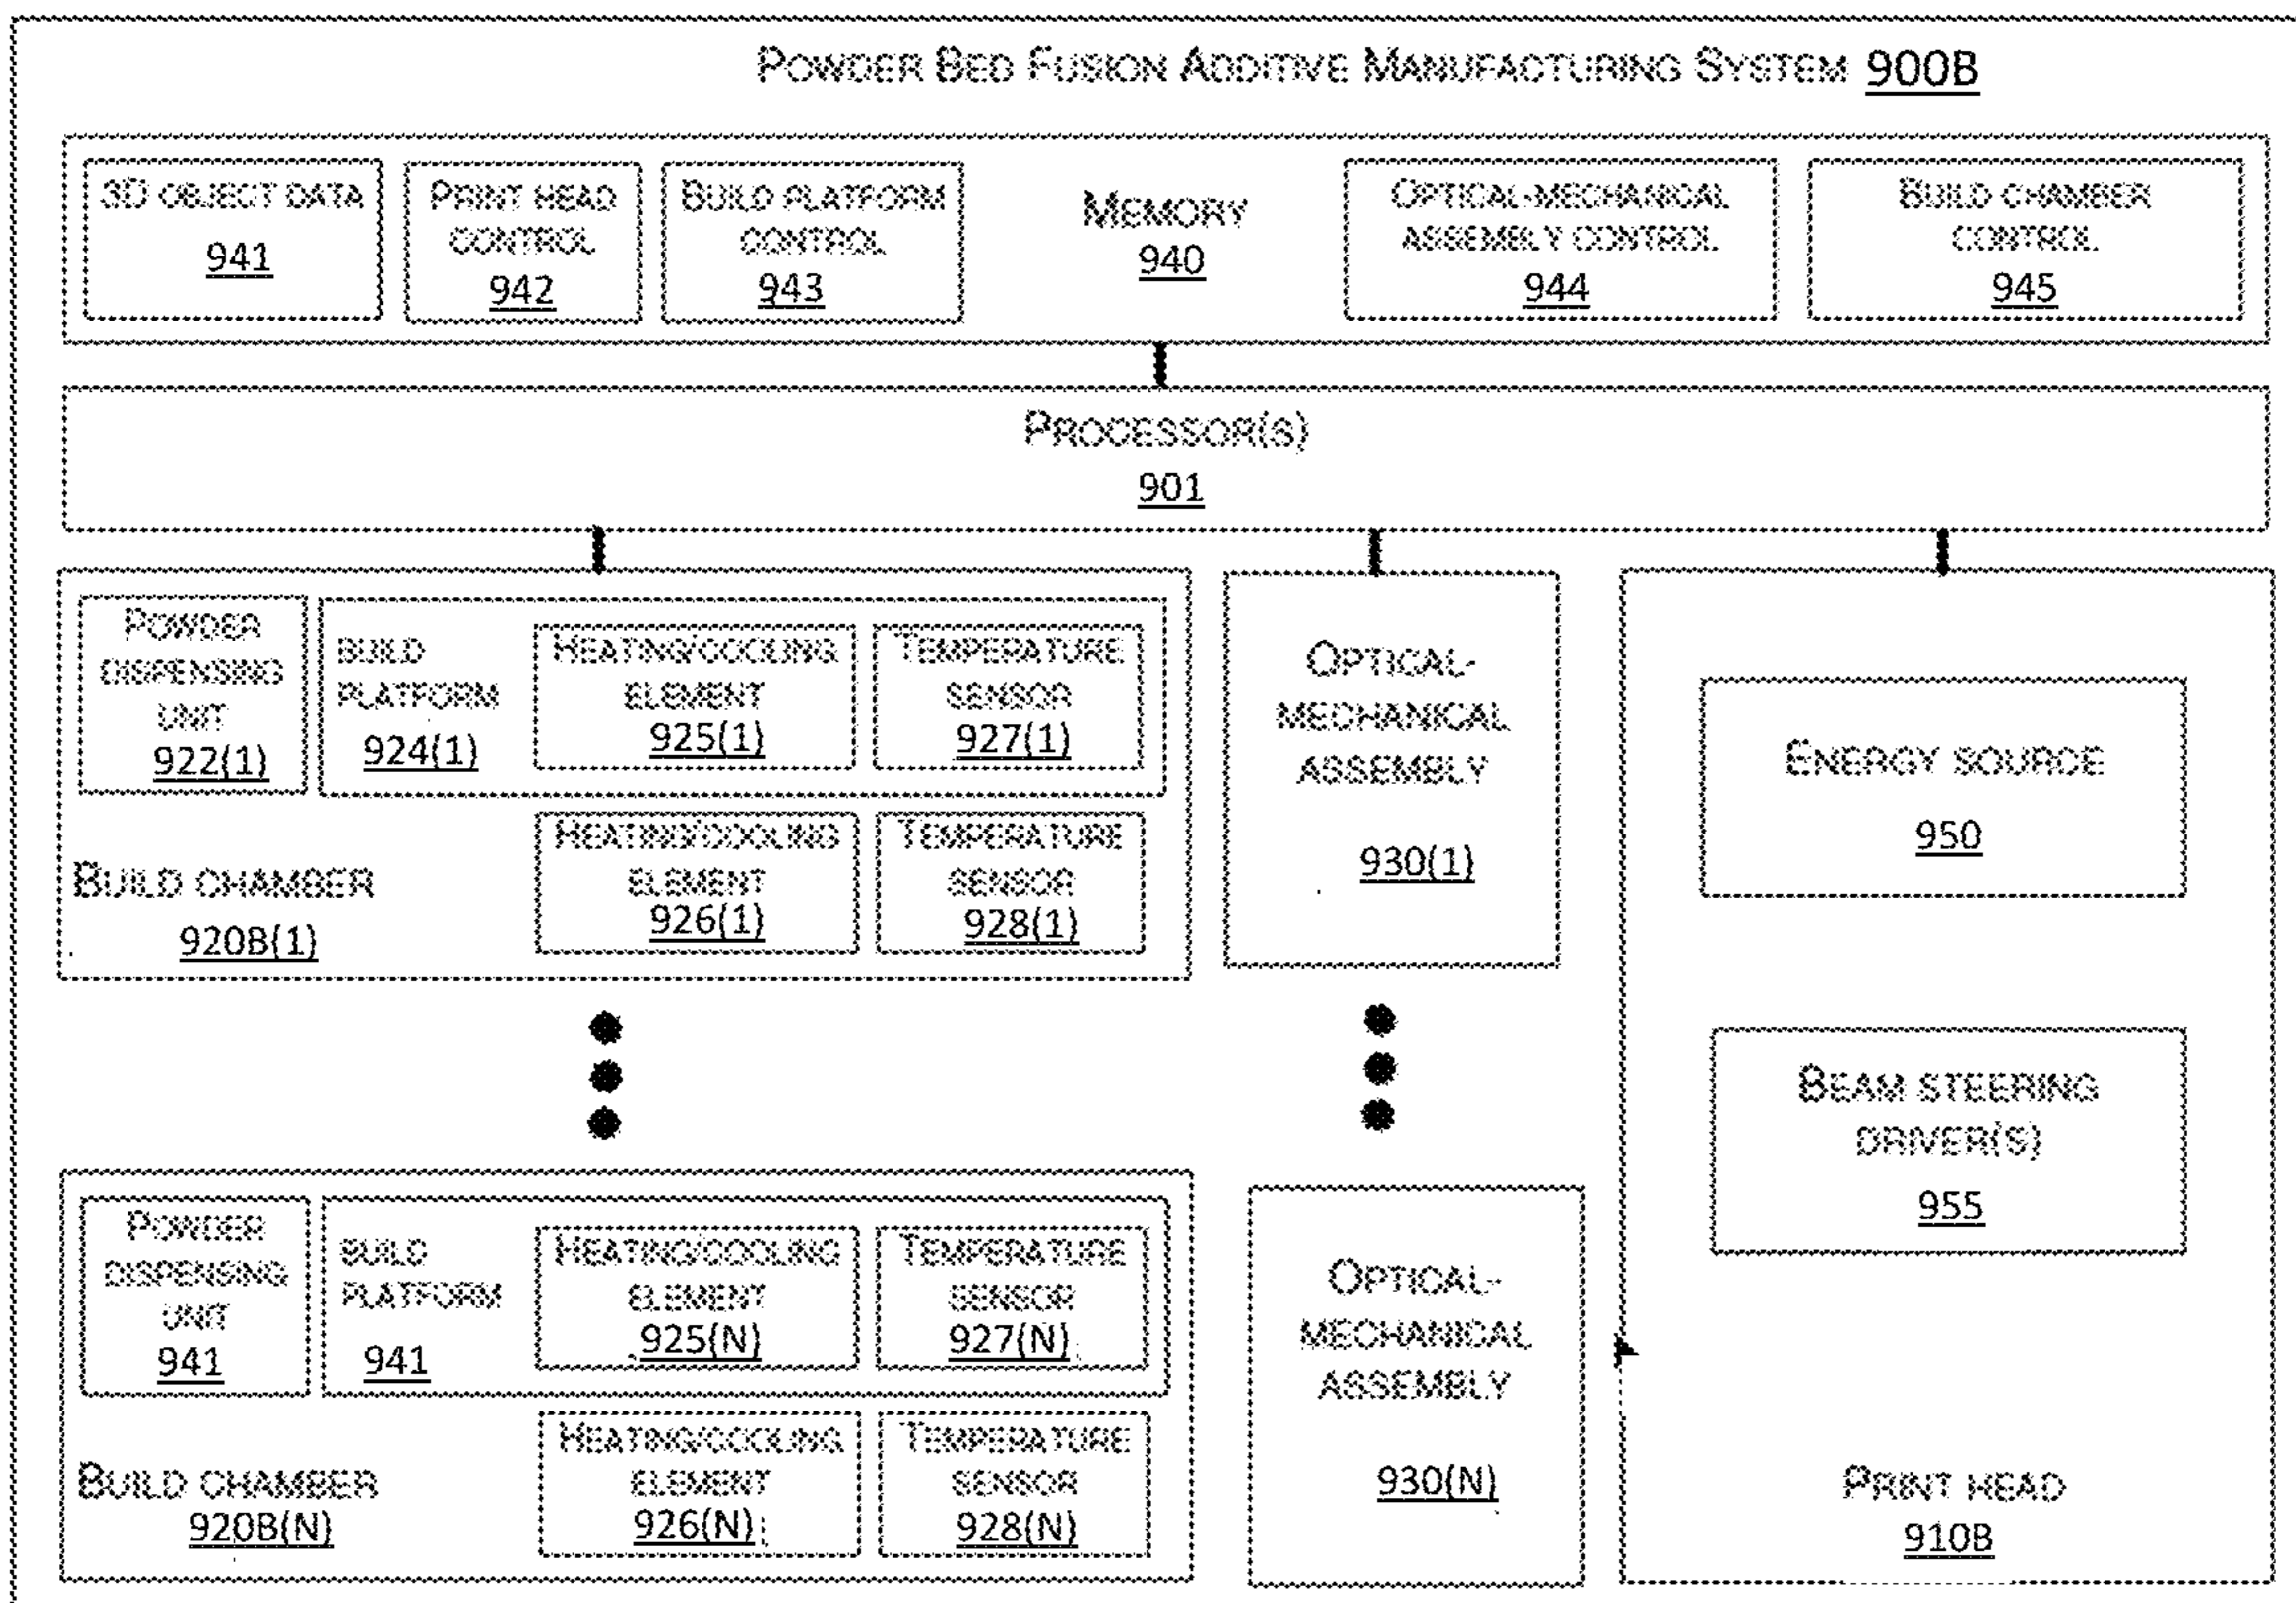 POWDER BED FUSION ADDITIVE MANUFACTURING SYSTEM 900B
3D OBJECT DATA
941
PRINT HEAD
CONTROL
942
BUILD PLATFORM
CONTROL
943
MEMORY
940
OPTICAL-MECHANICAL
ASSEMBLY CONTROL
944
BUILD CHAMBER
CONTROL
945
PROCESSOR(S)
901
POWDER
DISPENSING
UNIT
922(1)
BUILD
PLATFORM
924(1)
HEATING/COOLING
ELEMENT
925(1)
TEMPERATURE
SENSOR
927(1)
BUILD CHAMBER
920B(1)
HEATING/COOLING
ELEMENT
926(1)
TEMPERATURE
SENSOR
928(1)
OPTICAL-
MECHANICAL
ASSEMBLY
930(1)
ENERGY SOURCE
950
BEAM STEERING
DRIVER(S)
955
POWDER
DISPENSING
UNIT
941
BUILD
PLATFORM
941
HEATING/COOLING
ELEMENT
925(N)
TEMPERATURE
SENSOR
927(N)
BUILD CHAMBER
920B(N)
HEATING/COOLING
ELEMENT
926(N)
TEMPERATURE
SENSOR
928(N)
OPTICAL-
MECHANICAL
ASSEMBLY
930(N)
PRINT HEAD
910B